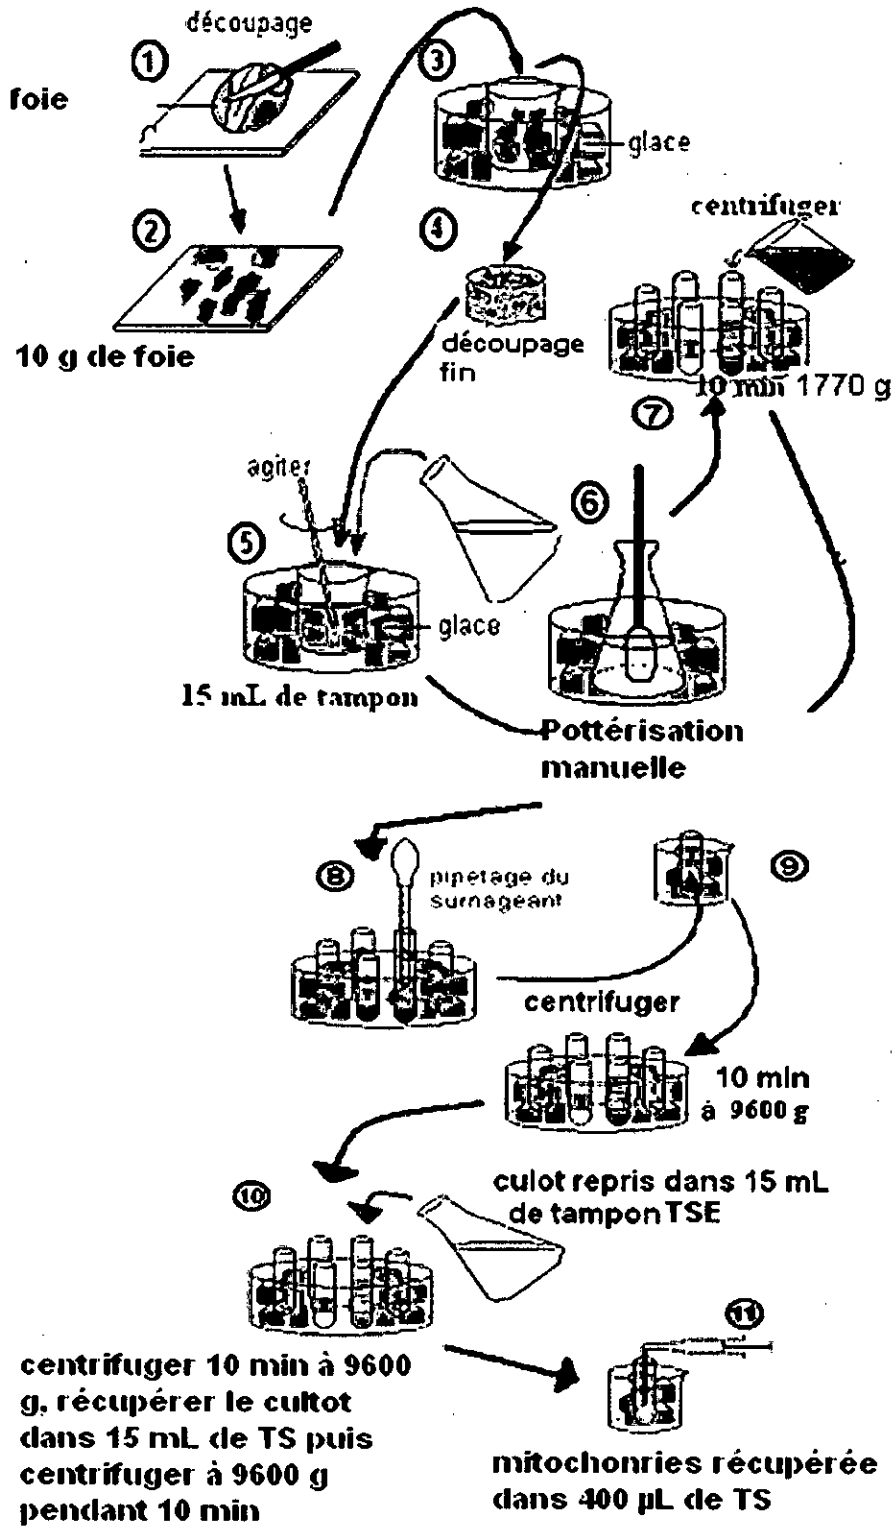 découpage
①
foie
②
10 g de foie
③
glace
④
découpage
fin
centrifuger
10 min 1770 g
⑦
agiter
⑤
glace
15 mL de tampon
⑥
Pottérisation
manuelle
⑧
pipetage du
surnageant
⑨
centrifuger
10 min
à 9600 g
⑩
culot repris dans 15 mL
de tampon TSE
centrifuger 10 min à 9600
g, récupérer le cultot
dans 15 mL de TS puis
centrifuger à 9600 g
pendant 10 min
⑪
mitochonries récupérée
dans 400 µL de TS